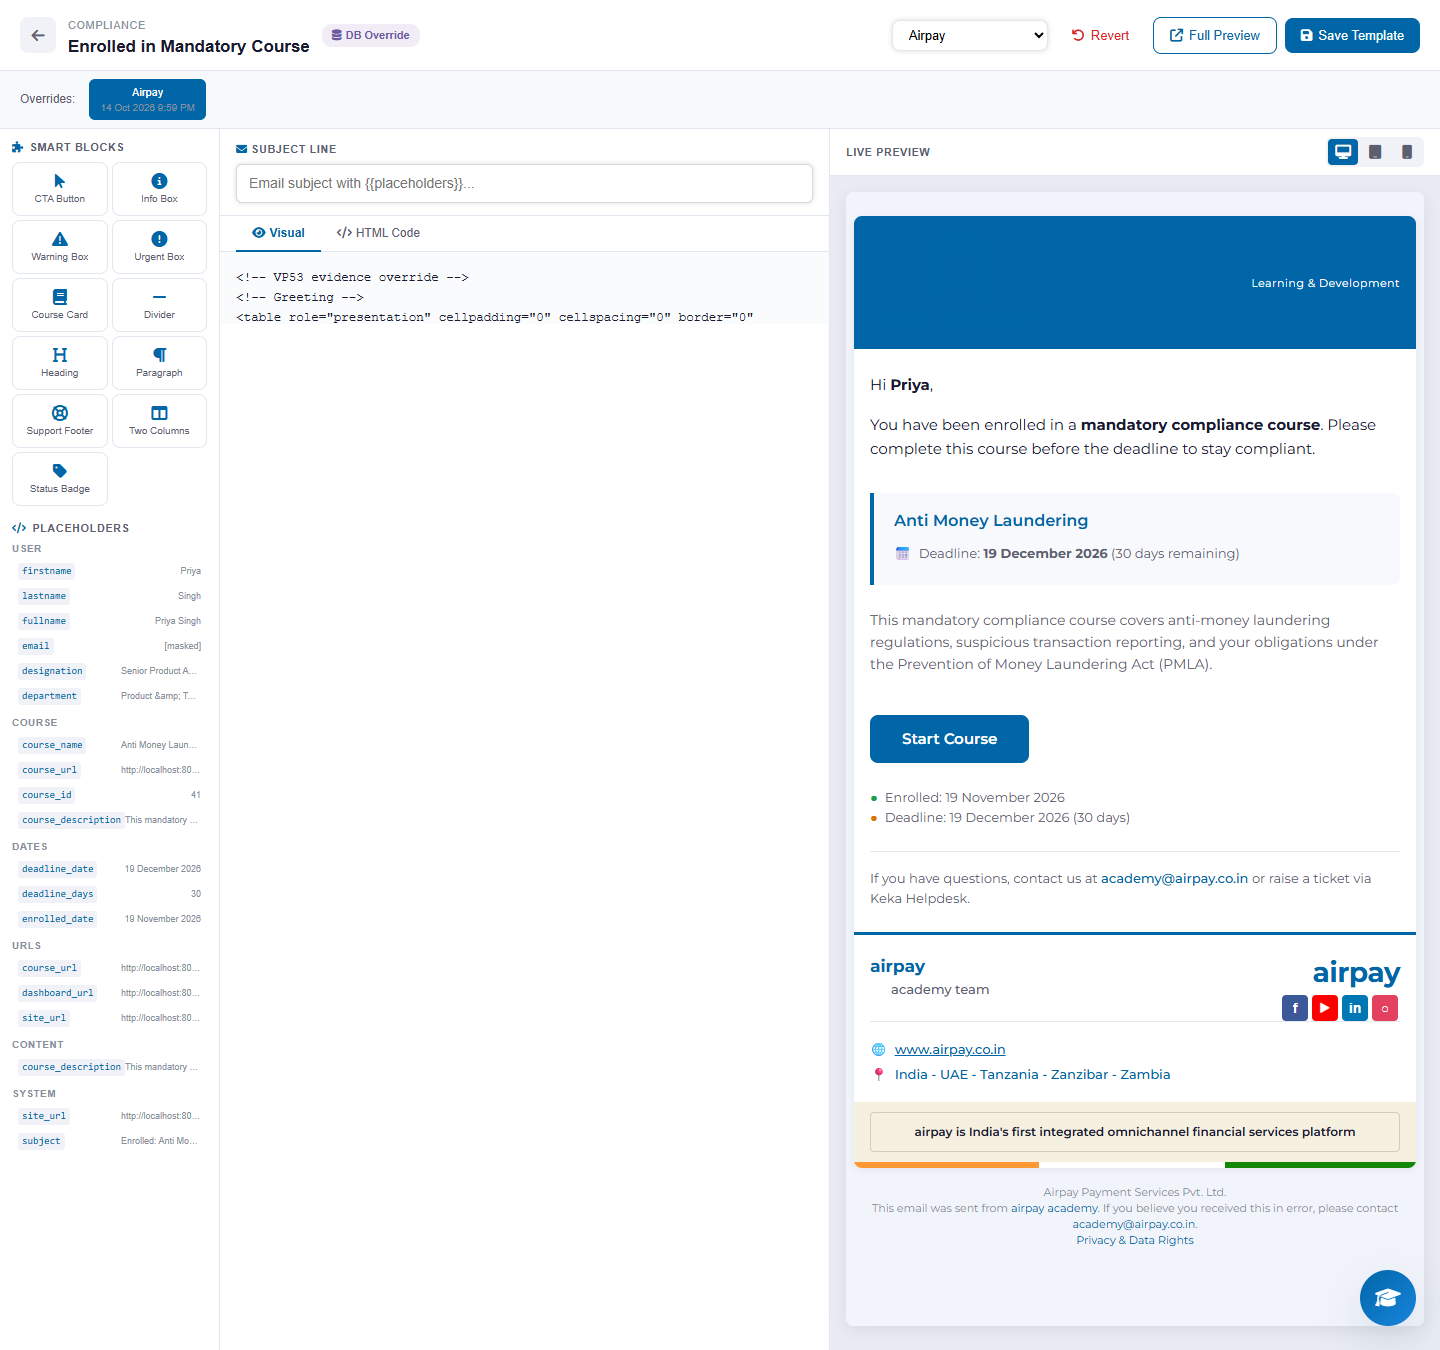 COMPLIANCE
Enrolled in Mandatory Course
DB Override
Airpay
Revert
Full Preview
Save Template
Overrides:
Airpay
14 Oct 2026 9:59 PM
SMART BLOCKS
CTA Button
Info Box
Warning Box
Urgent Box
Course Card
Divider
Heading
Paragraph
Support Footer
Two Columns
Status Badge
PLACEHOLDERS
USER
firstname Priya
lastname Singh
fullname Priya Singh
email [masked]
designation Senior Product A...
department Product &amp; T...
COURSE
course_name Anti Money Laun...
course_url http://localhost:80...
course_id 41
course_description This mandatory ...
DATES
deadline_date 19 December 2026
deadline_days 30
enrolled_date 19 November 2026
URLS
course_url http://localhost:80...
dashboard_url http://localhost:80...
site_url http://localhost:80...
CONTENT
course_description This mandatory ...
SYSTEM
site_url http://localhost:80...
subject Enrolled: Anti Mo...
SUBJECT LINE
Email subject with {{placeholders}}...
Visual
HTML Code
<!-- VP53 evidence override -->
<!-- Greeting -->
<table role="presentation" cellpadding="0" cellspacing="0" border="0"
LIVE PREVIEW
Learning & Development
Hi Priya,
You have been enrolled in a mandatory compliance course. Please
complete this course before the deadline to stay compliant.
Anti Money Laundering
Deadline: 19 December 2026 (30 days remaining)
This mandatory compliance course covers anti-money laundering
regulations, suspicious transaction reporting, and your obligations under
the Prevention of Money Laundering Act (PMLA).
Start Course
Enrolled: 19 November 2026
Deadline: 19 December 2026 (30 days)
If you have questions, contact us at academy@airpay.co.in or raise a ticket via
Keka Helpdesk.
airpay
academy team
airpay
f
in
www.airpay.co.in
India - UAE - Tanzania - Zanzibar - Zambia
airpay is India's first integrated omnichannel financial services platform
Airpay Payment Services Pvt. Ltd.
This email was sent from airpay academy. If you believe you received this in error, please contact
academy@airpay.co.in.
Privacy & Data Rights